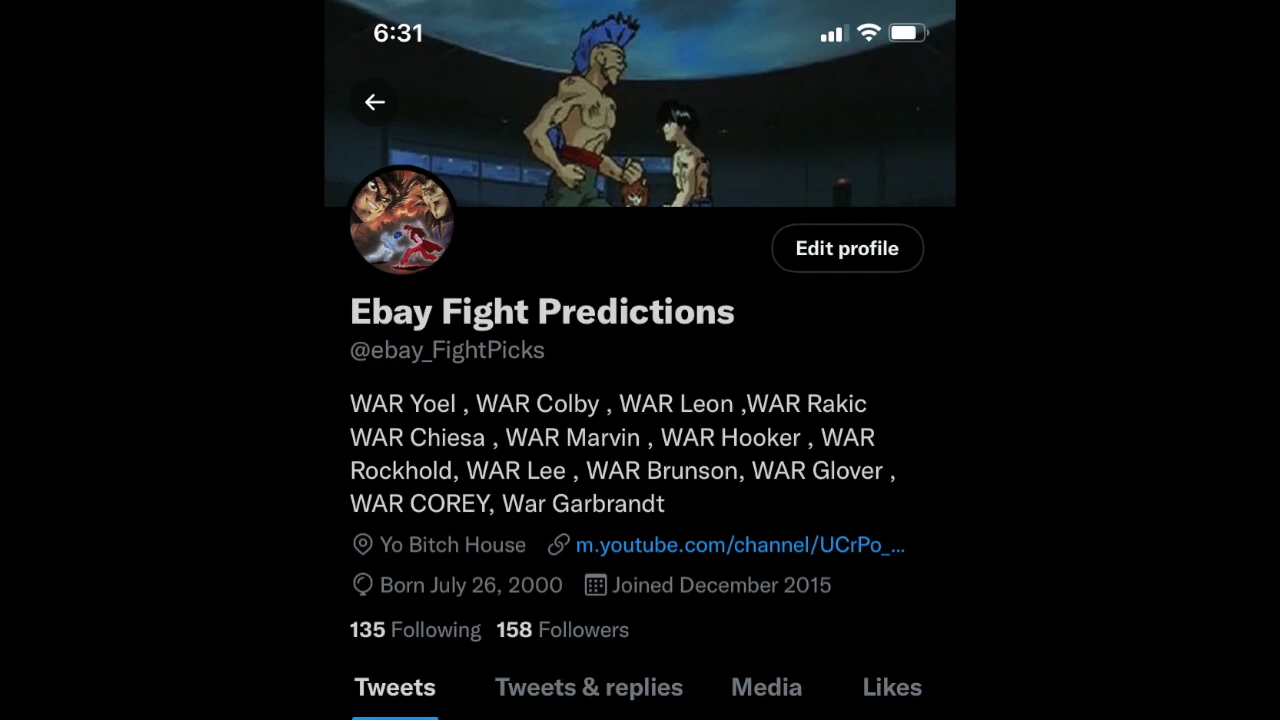 6:31
Edit profile
Ebay Fight Predictions
@ebay_FightPicks
WAR Yoel , WAR Colby , WAR Leon ,WAR Rakic
WAR Chiesa , WAR Marvin , WAR Hooker , WAR
Rockhold, WAR Lee , WAR Brunson, WAR Glover ,
WAR COREY, War Garbrandt
Yo Bitch House m.youtube.com/channel/UCrPo_...
Born July 26, 2000 Joined December 2015
135 Following 158 Followers
Tweets Tweets & replies Media Likes